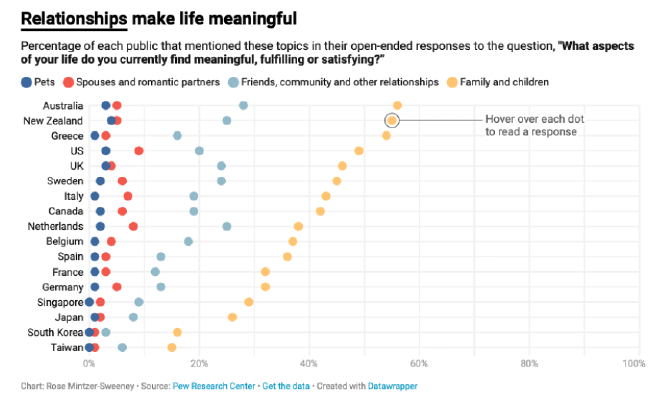 Relationships make life meaningful
Percentage of each public that mentioned these topics in their open-ended responses to the question, "What aspects
of your life do you currently find meaningful, fulfilling or satisfying?"
Pets Spouses and romantic partners Friends, community and other relationships Family and children
Australia
New Zealand
Hover over each dot
to read a response
Greece
US
UK
Sweden
Italy
Canada
Netherlands
Belgium
Spain
France
Germany
Singapore
Japan
South Korea
Taiwan
0% 20% 40% 60% 80% 100%
Chart: Rose Mintzer-Sweeney · Source: Pew Research Center · Get the data · Created with Datawrapper